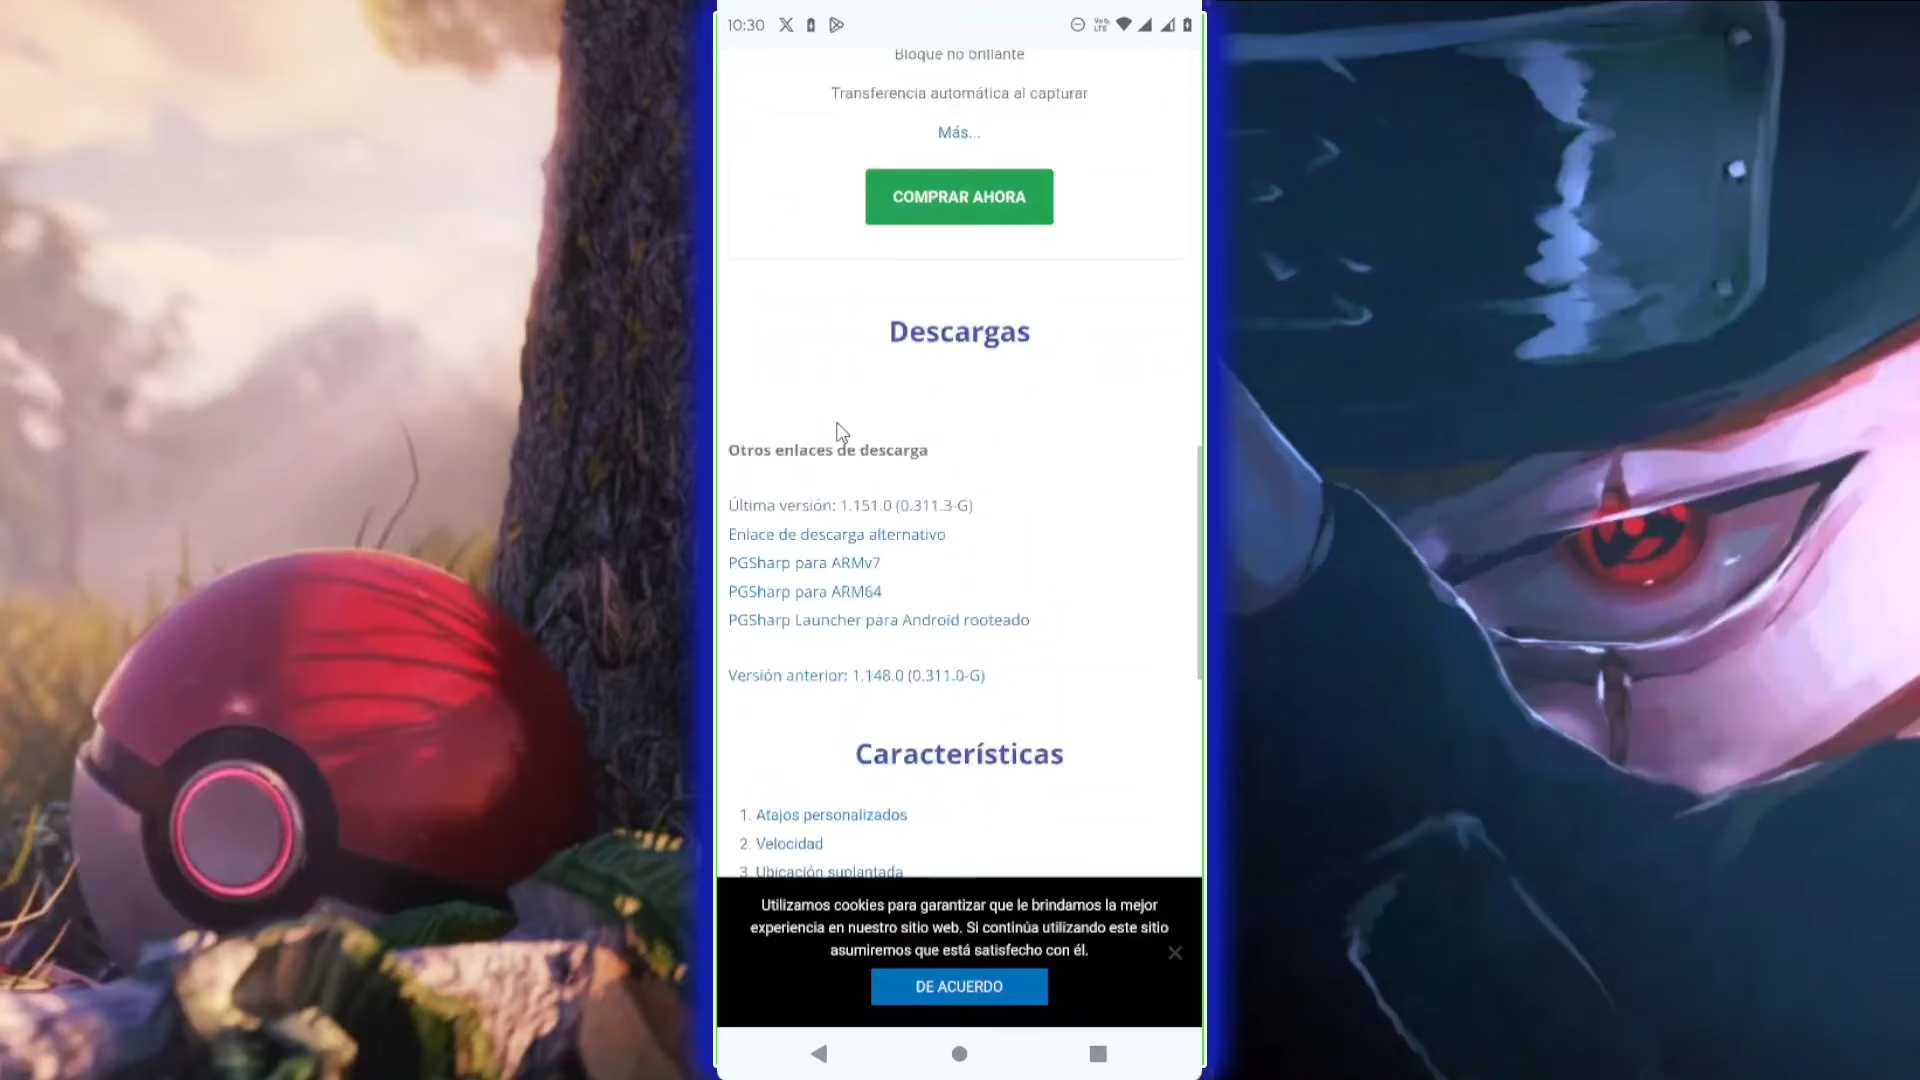 10:30
Bloque no brillante
Transferencia automática al capturar
Más...
COMPRAR AHORA
Descargas
Otros enlaces de descarga
Última versión: 1.151.0 (0.311.3-G)
Enlace de descarga alternativo
PGSharp para ARMv7
PGSharp para ARM64
PGSharp Launcher para Android rooteado
Versión anterior: 1.148.0 (0.311.0-G)
Características
1. Atajos personalizados
2. Velocidad
3. Ubicación suplantada
Utilizamos cookies para garantizar que le brindamos la mejor
experiencia en nuestro sitio web. Si continúa utilizando este sitio
asumiremos que está satisfecho con él.
DE ACUERDO